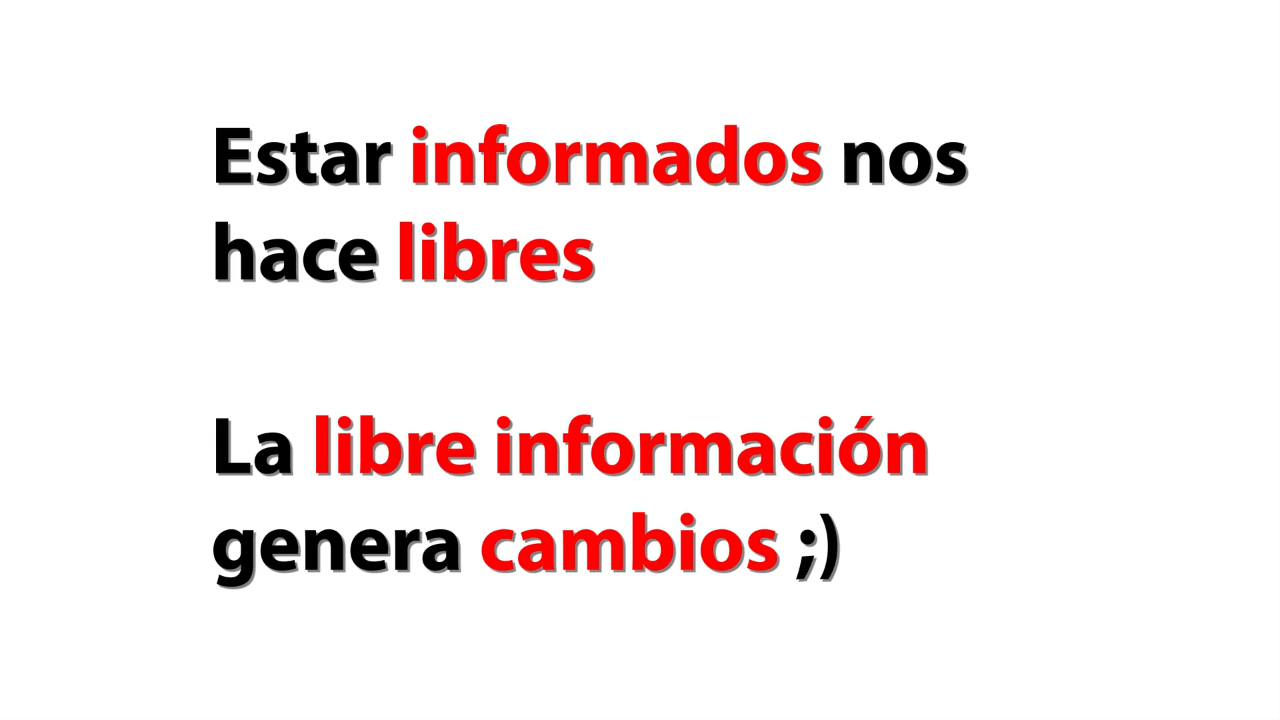 Estar informados nos
hace libres
La libre información
genera cambios ;)